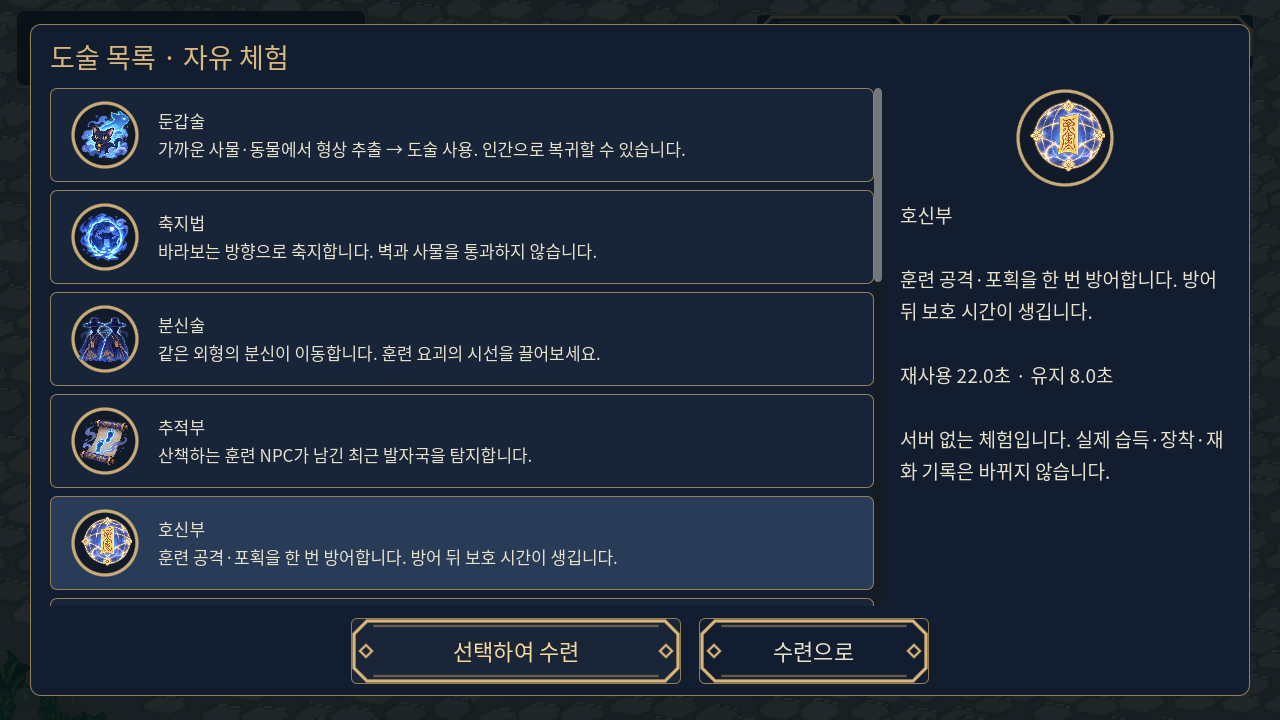 도술 목록 · 자유 체험
둔갑술
가까운 사물·동물에서 형상 추출 → 도술 사용. 인간으로 복귀할 수 있습니다.
축지법
바라보는 방향으로 축지합니다. 벽과 사물을 통과하지 않습니다.
분신술
같은 외형의 분신이 이동합니다. 훈련 요괴의 시선을 끌어보세요.
추적부
산책하는 훈련 NPC가 남긴 최근 발자국을 탐지합니다.
호신부
훈련 공격·포획을 한 번 방어합니다. 방어 뒤 보호 시간이 생깁니다.
호신부
훈련 공격·포획을 한 번 방어합니다. 방어
뒤 보호 시간이 생깁니다.
재사용 22.0초 · 유지 8.0초
서버 없는 체험입니다. 실제 습득·장착·재
화 기록은 바뀌지 않습니다.
선택하여 수련
수련으로